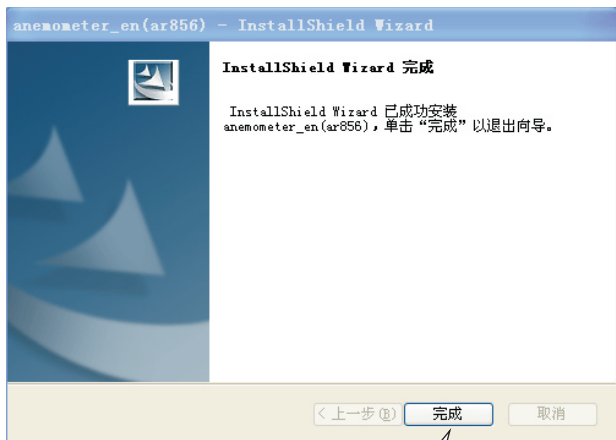 anemometer_en(ar856) - InstallShield Wizard
InstallShield Wizard 完成
InstallShield Wizard 已成功安装
anemometer_en(ar856)，单击“完成”以退出向导。
<上一步(B) 完成 取消